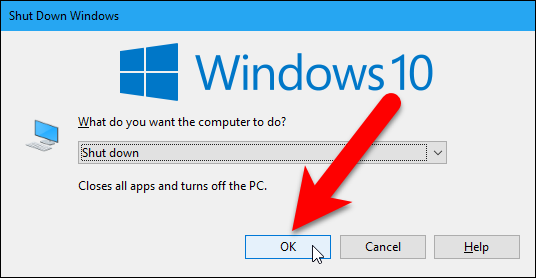 Shut Down Windows
Windows 10
What do you want the computer to do?
Shut down
Closes all apps and turns off the PC.
OK
Cancel
Help